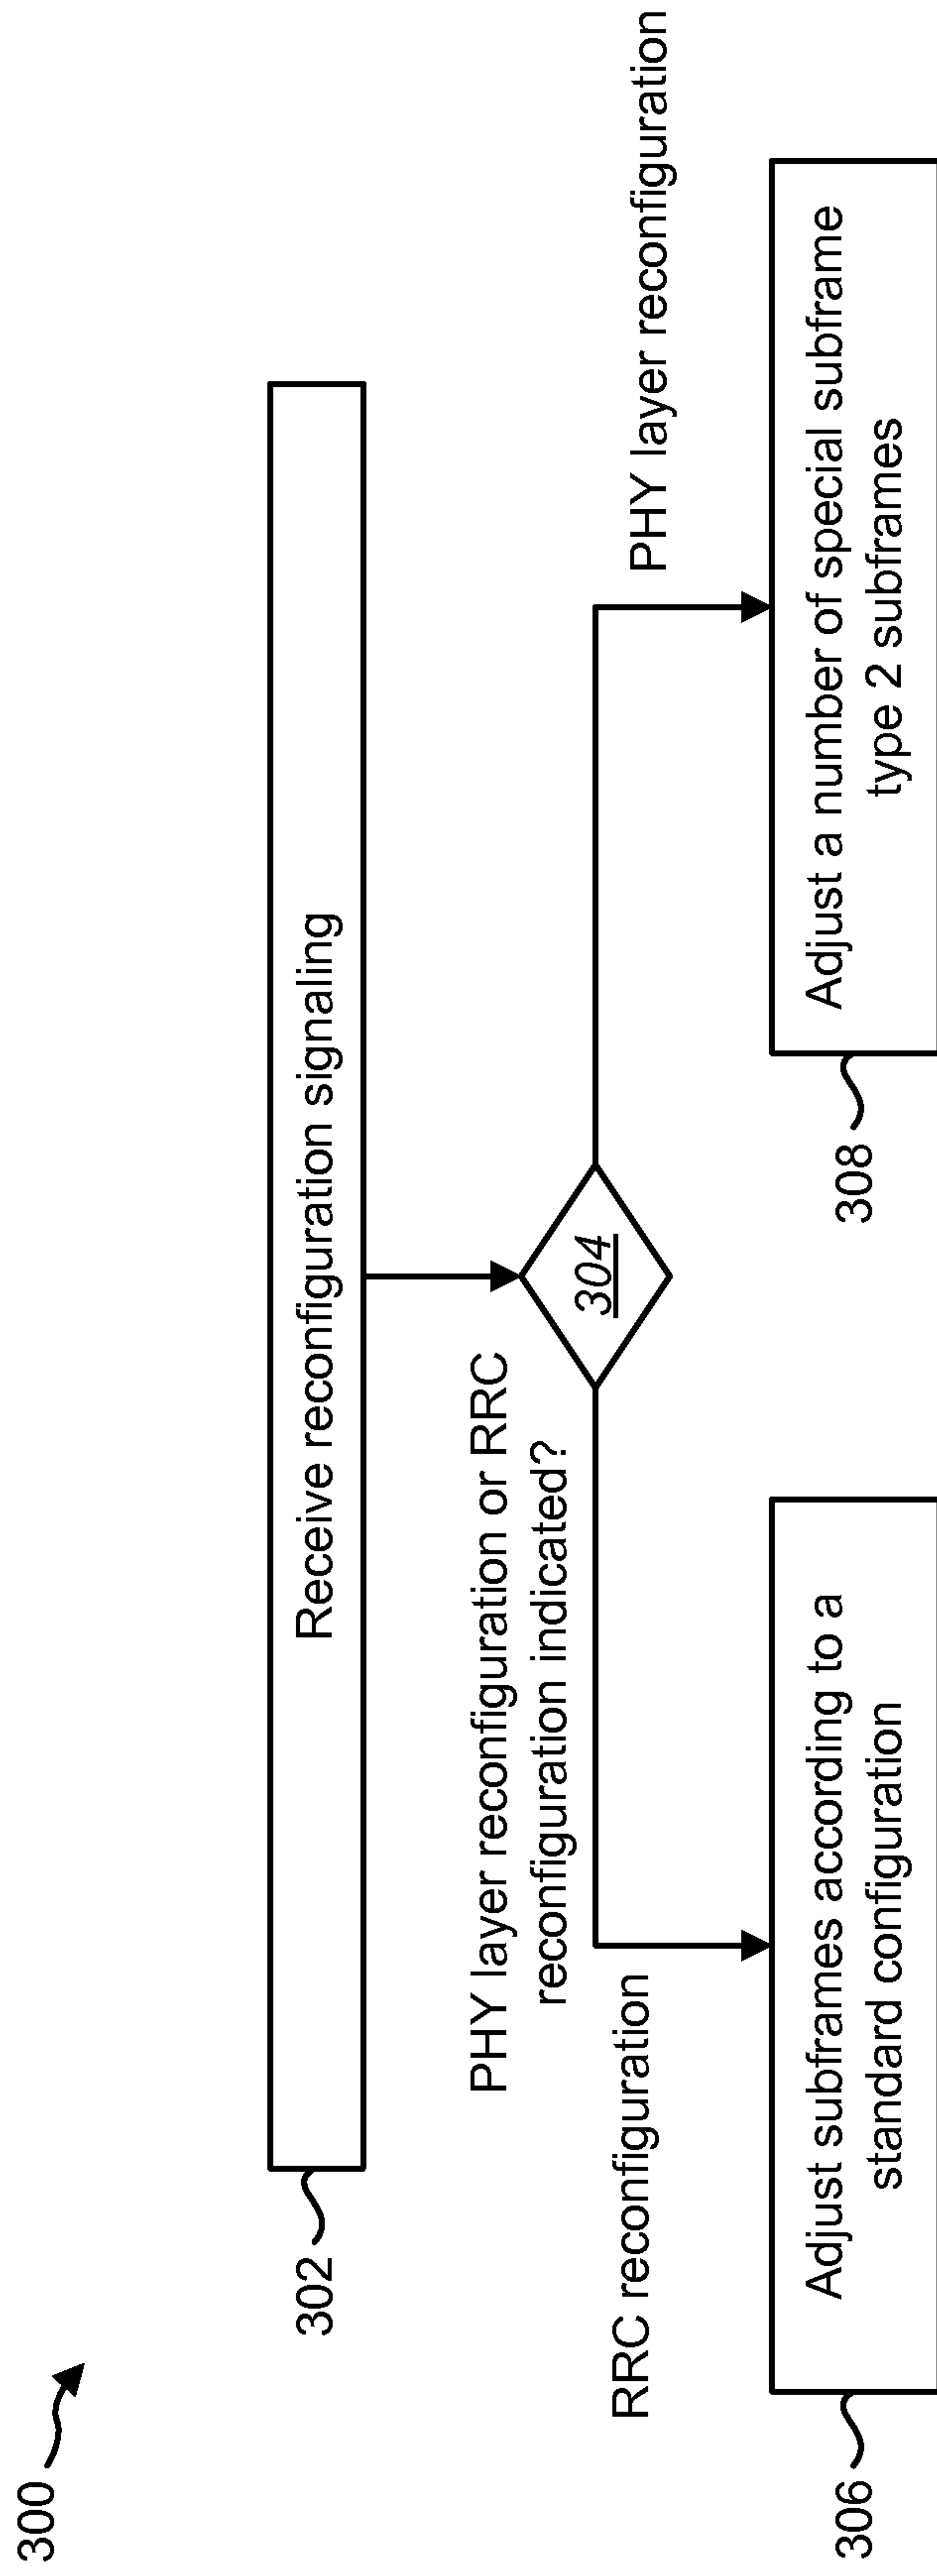 300
302
Receive reconfiguration signaling
PHY layer reconfiguration or RRC
reconfiguration indicated?
304
RRC reconfiguration
PHY layer reconfiguration
306
Adjust subframes according to a
standard configuration
308
Adjust a number of special subframe
type 2 subframes